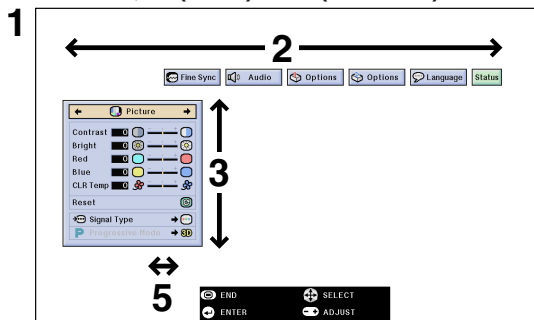 1
2
Fine Sync Audio Options Options Language Status
Picture
Contrast 0
Bright 0
Red 0
Blue 0
CLR Temp 0
Reset
Signal Type
P Progressive Mode 3D
3
5
END SELECT
ENTER ADJUST